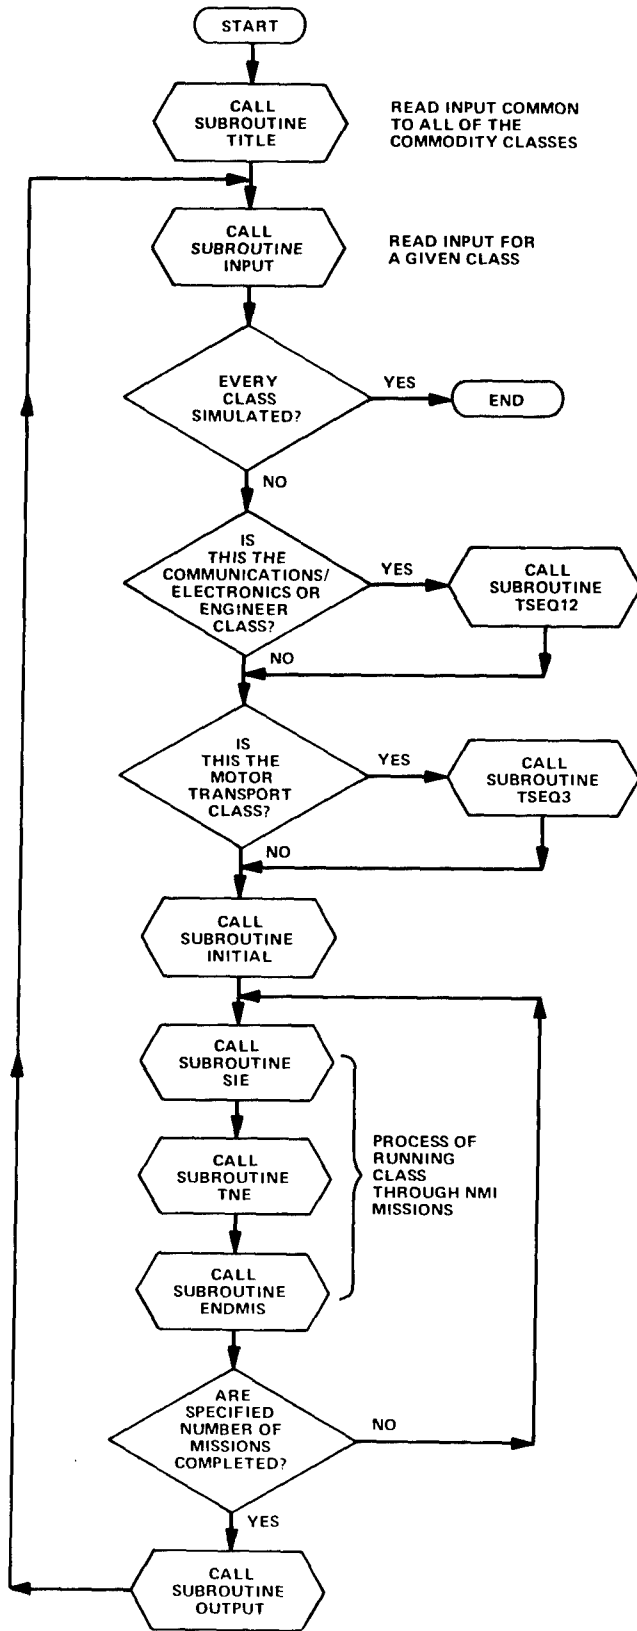 START
CALL
SUBROUTINE
TITLE
READ INPUT COMMON
TO ALL OF THE
COMMODITY CLASSES
CALL
SUBROUTINE
INPUT
READ INPUT FOR
A GIVEN CLASS
EVERY
CLASS
SIMULATED?
YES
END
NO
IS
THIS THE
COMMUNICATIONS/
ELECTRONICS OR
ENGINEER
CLASS?
YES
CALL
SUBROUTINE
TSEQ12
NO
IS
THIS THE
MOTOR
TRANSPORT
CLASS?
YES
CALL
SUBROUTINE
TSEQ3
NO
CALL
SUBROUTINE
INITIAL
CALL
SUBROUTINE
SIE
CALL
SUBROUTINE
TNE
PROCESS OF
RUNNING
CLASS
THROUGH NMI
MISSIONS
CALL
SUBROUTINE
ENDMIS
ARE
SPECIFIED
NUMBER OF
MISSIONS
COMPLETED?
NO
YES
CALL
SUBROUTINE
OUTPUT